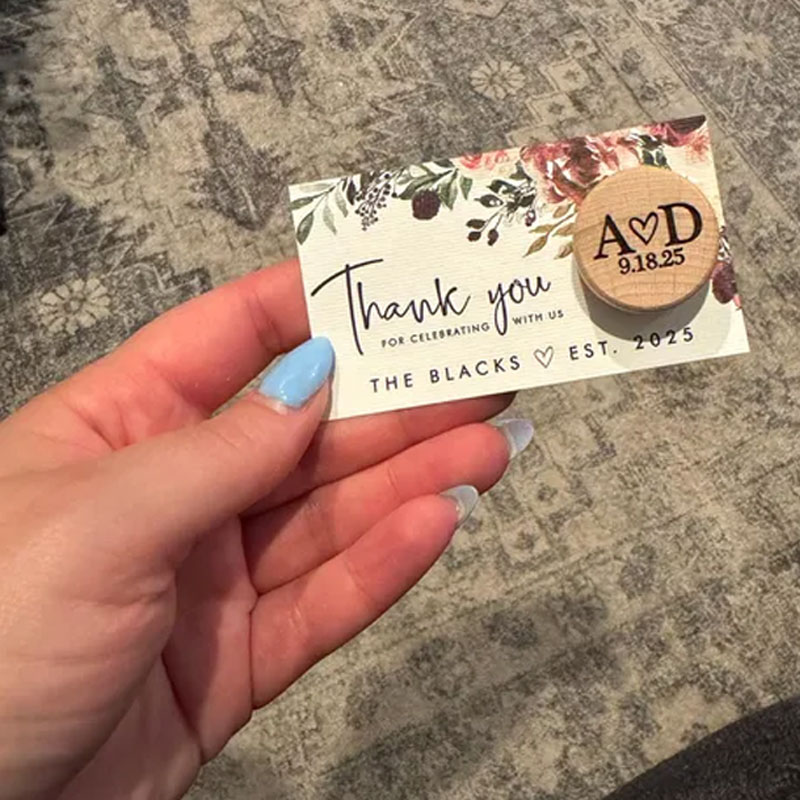 Thank you
FOR CELEBRATING WITH US
THE BLACKS ♡ EST. 2025
A♡D
9.18.25